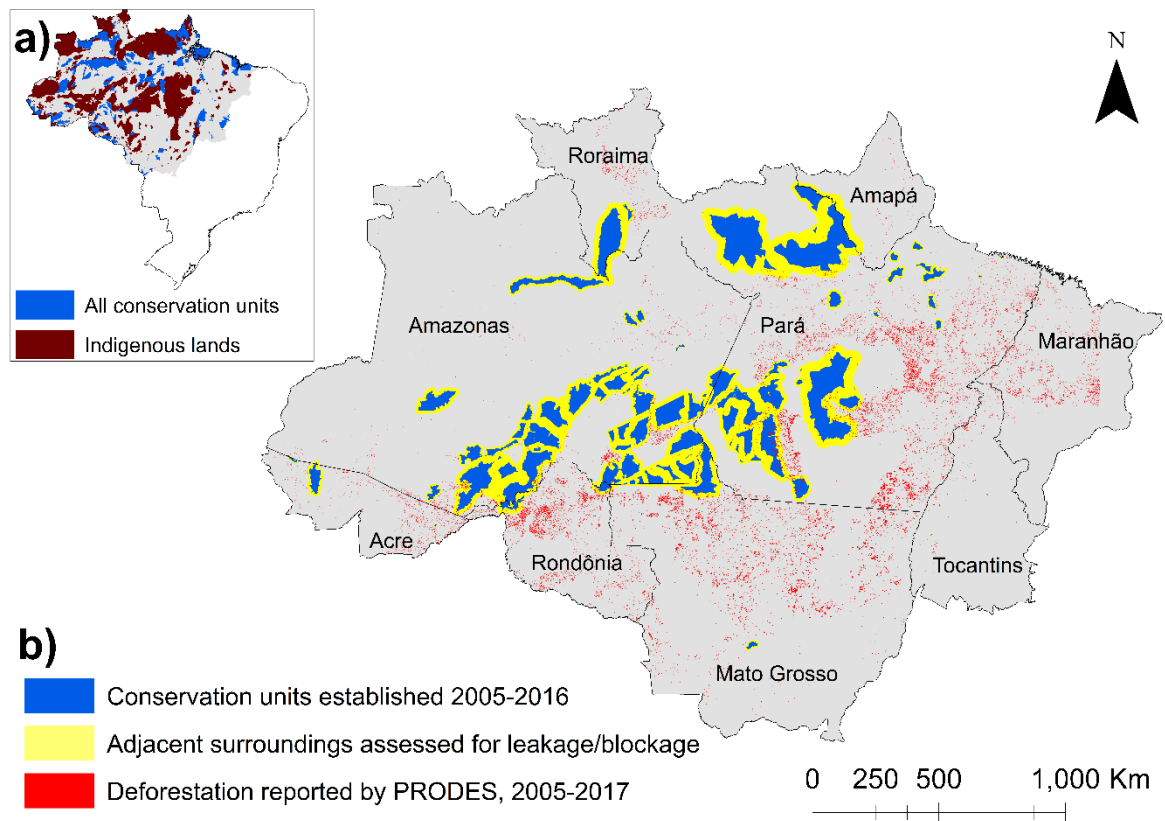 a)
All conservation units
Indigenous lands
N
Roraima
Amapá
Amazonas
Pará
Maranhão
Acre
Rondônia
Tocantins
Mato Grosso
b)
Conservation units established 2005-2016
Adjacent surroundings assessed for leakage/blockage
Deforestation reported by PRODES, 2005-2017
0 250 500 1,000 Km